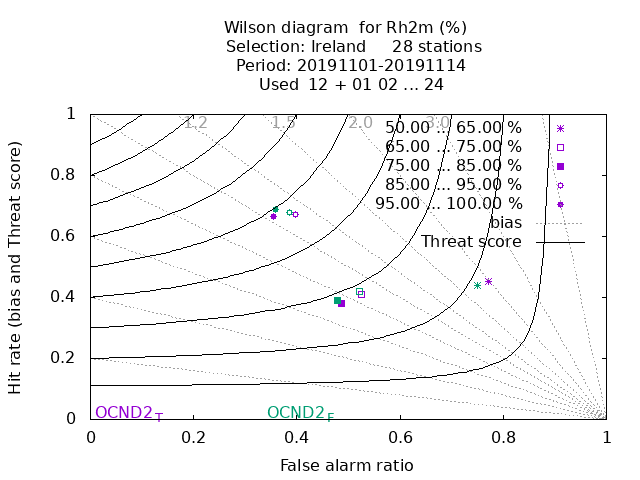 Wilson diagram  for Rh2m (%)
Selection: Ireland     28 stations
Period: 20191101-20191114
Used  12 + 01 02 ... 24
1.2 1.5 2.0 3.0
50.00 ... 65.00 %
65.00 ... 75.00 %
75.00 ... 85.00 %
85.00 ... 95.00 %
95.00 ... 100.00 %
bias
Threat score
1
0.8
0.6
0.4
0.2
0
Hit rate (bias and Threat score)
OCND2T OCND2F
0 0.2 0.4 0.6 0.8 1
False alarm ratio